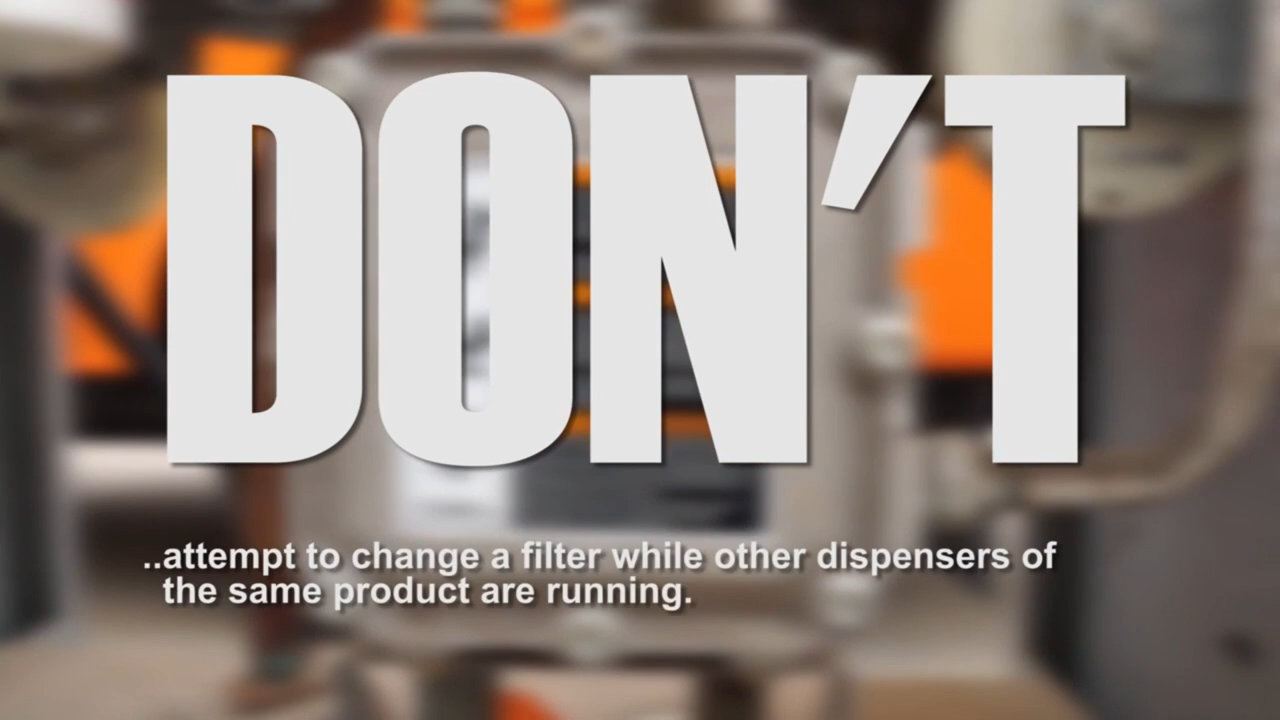 DON'T
..attempt to change a filter while other dispensers of
the same product are running.